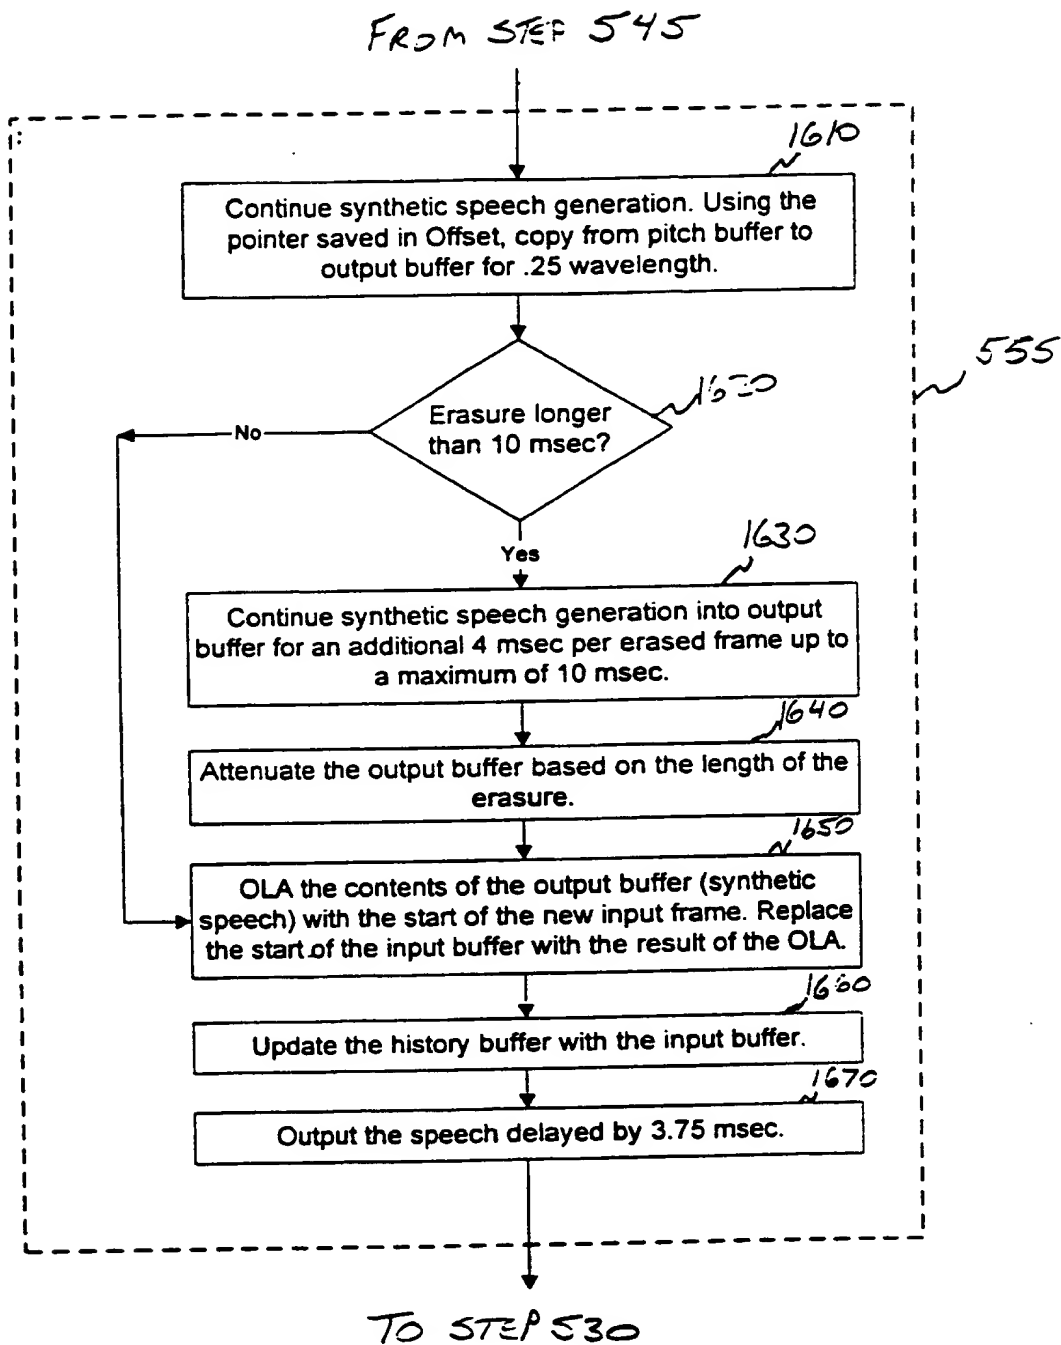 FROM STEP 545
1610
Continue synthetic speech generation. Using the
pointer saved in Offset, copy from pitch buffer to
output buffer for .25 wavelength.
555
1620
Erasure longer
than 10 msec?
No
Yes
1630
Continue synthetic speech generation into output
buffer for an additional 4 msec per erased frame up to
a maximum of 10 msec.
1640
Attenuate the output buffer based on the length of the
erasure.
1650
OLA the contents of the output buffer (synthetic
speech) with the start of the new input frame. Replace
the start of the input buffer with the result of the OLA.
1660
Update the history buffer with the input buffer.
1670
Output the speech delayed by 3.75 msec.
TO STEP 530